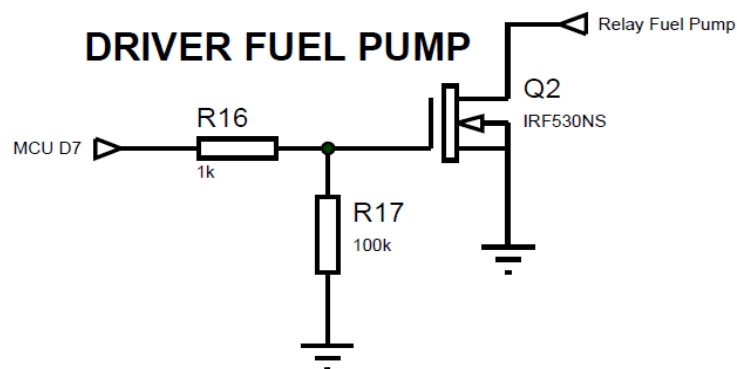 DRIVER FUEL PUMP
Relay Fuel Pump
Q2
IRF530NS
R16
MCU D7
1k
R17
100k